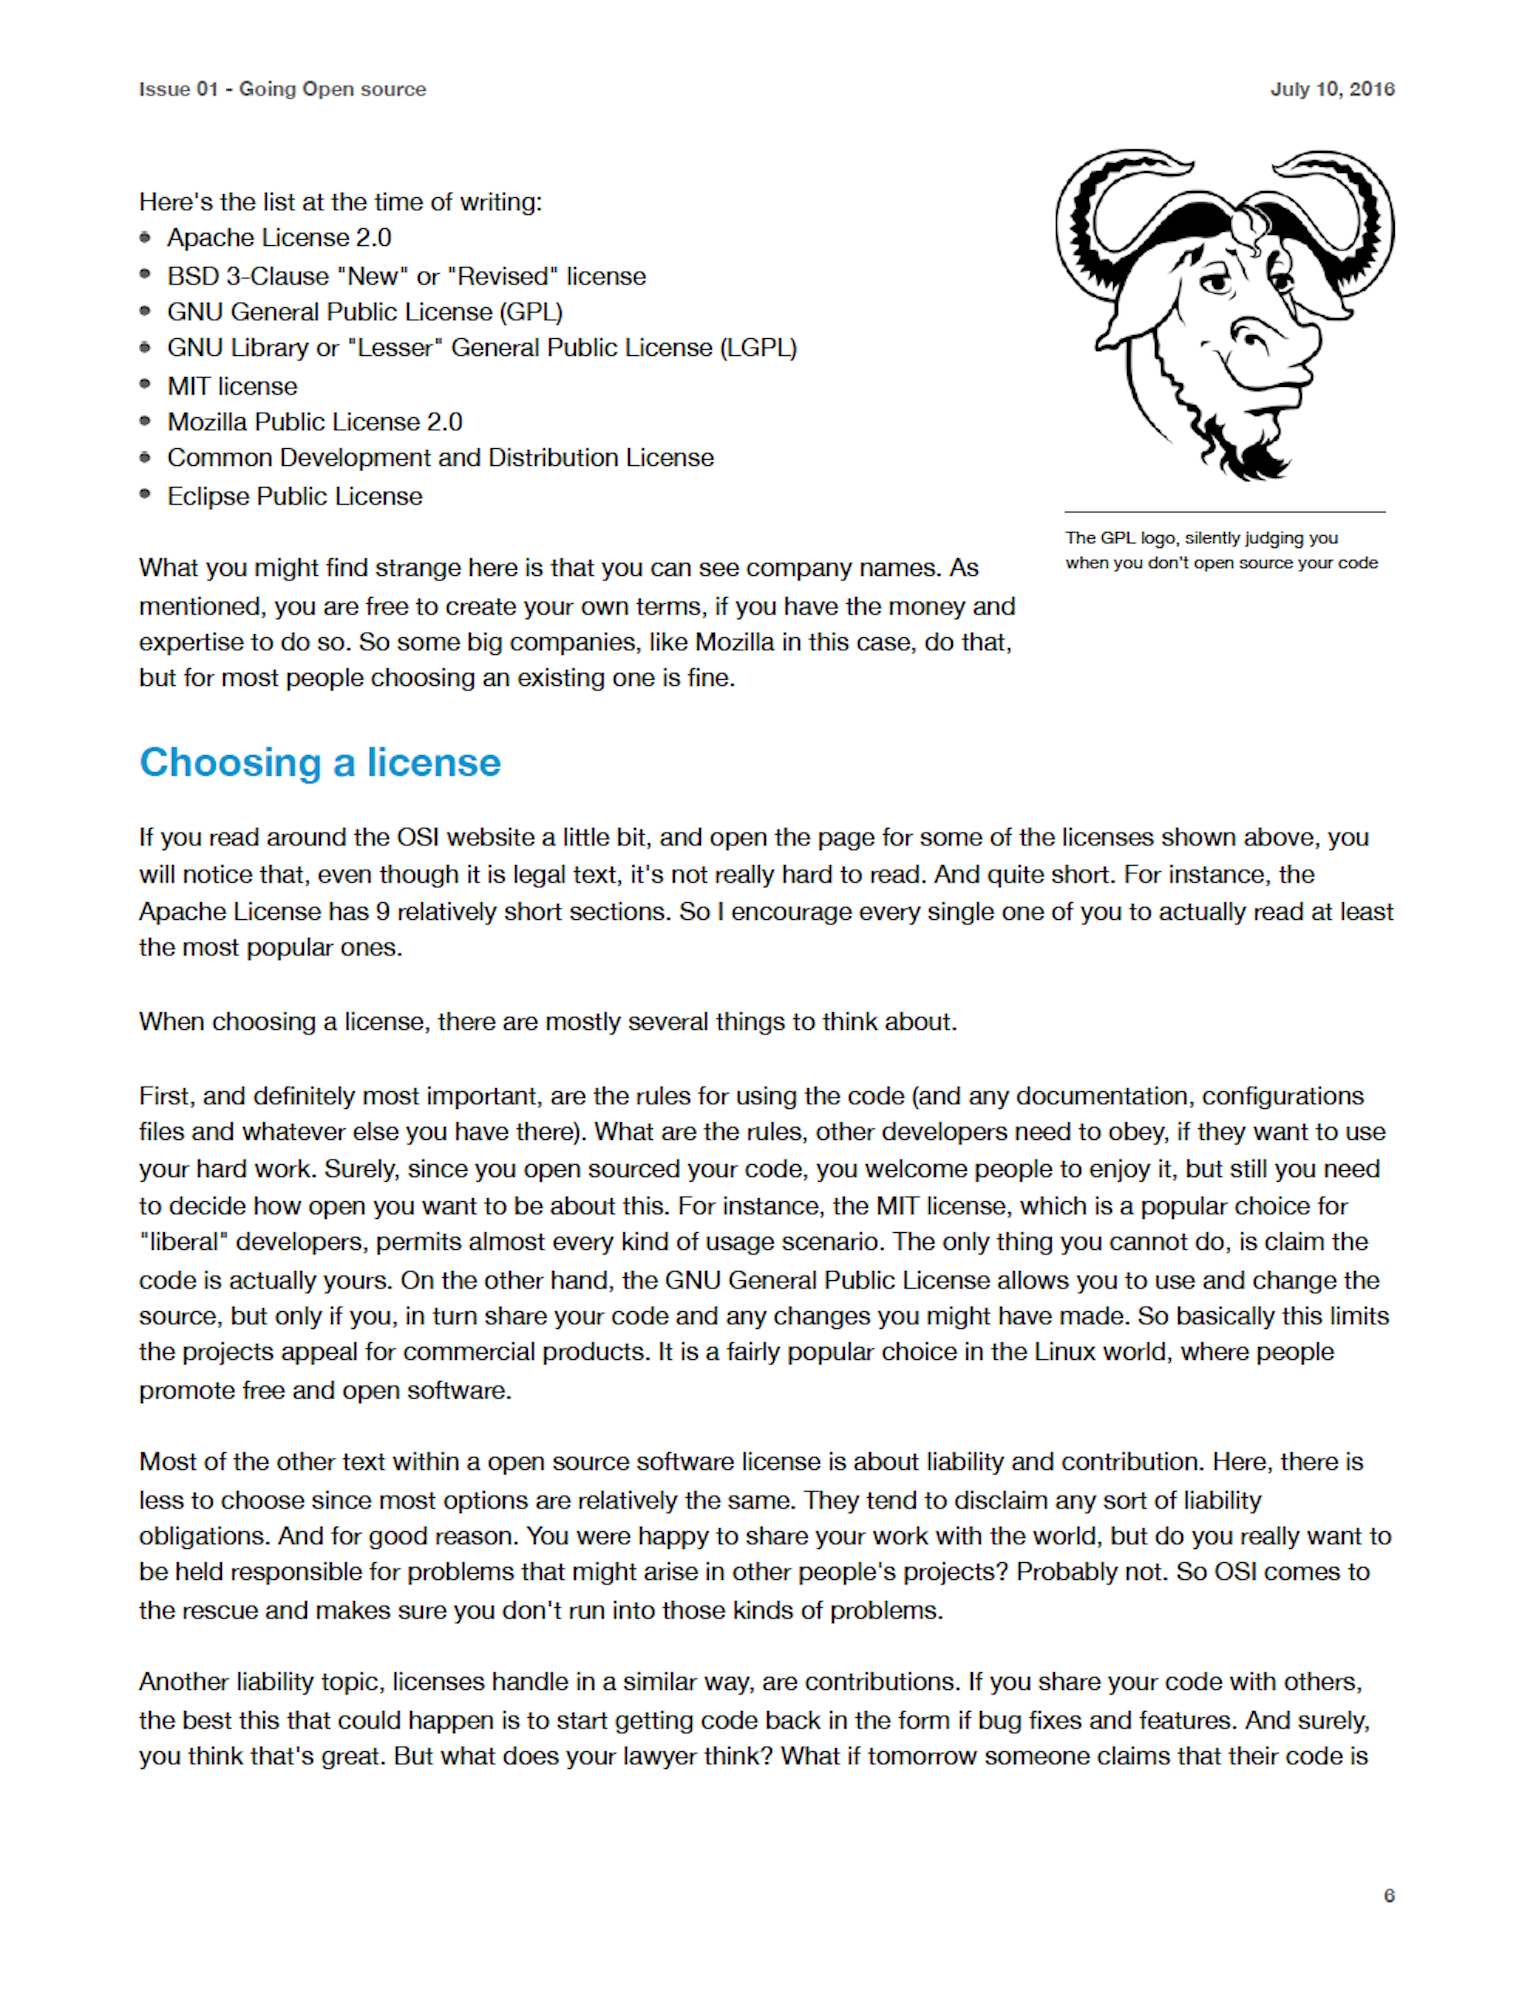 Issue 01 - Going Open source
July 10, 2016
Here's the list at the time of writing:
• Apache License 2.0
• BSD 3-Clause "New" or "Revised" license
• GNU General Public License (GPL)
• GNU Library or "Lesser" General Public License (LGPL)
• MIT license
• Mozilla Public License 2.0
• Common Development and Distribution License
• Eclipse Public License
The GPL logo, silently judging you
when you don't open source your code
What you might find strange here is that you can see company names. As
mentioned, you are free to create your own terms, if you have the money and
expertise to do so. So some big companies, like Mozilla in this case, do that,
but for most people choosing an existing one is fine.
Choosing a license
If you read around the OSI website a little bit, and open the page for some of the licenses shown above, you
will notice that, even though it is legal text, it's not really hard to read. And quite short. For instance, the
Apache License has 9 relatively short sections. So I encourage every single one of you to actually read at least
the most popular ones.
When choosing a license, there are mostly several things to think about.
First, and definitely most important, are the rules for using the code (and any documentation, configurations
files and whatever else you have there). What are the rules, other developers need to obey, if they want to use
your hard work. Surely, since you open sourced your code, you welcome people to enjoy it, but still you need
to decide how open you want to be about this. For instance, the MIT license, which is a popular choice for
"liberal" developers, permits almost every kind of usage scenario. The only thing you cannot do, is claim the
code is actually yours. On the other hand, the GNU General Public License allows you to use and change the
source, but only if you, in turn share your code and any changes you might have made. So basically this limits
the projects appeal for commercial products. It is a fairly popular choice in the Linux world, where people
promote free and open software.
Most of the other text within a open source software license is about liability and contribution. Here, there is
less to choose since most options are relatively the same. They tend to disclaim any sort of liability
obligations. And for good reason. You were happy to share your work with the world, but do you really want to
be held responsible for problems that might arise in other people's projects? Probably not. So OSI comes to
the rescue and makes sure you don't run into those kinds of problems.
Another liability topic, licenses handle in a similar way, are contributions. If you share your code with others,
the best this that could happen is to start getting code back in the form if bug fixes and features. And surely,
you think that's great. But what does your lawyer think? What if tomorrow someone claims that their code is
6